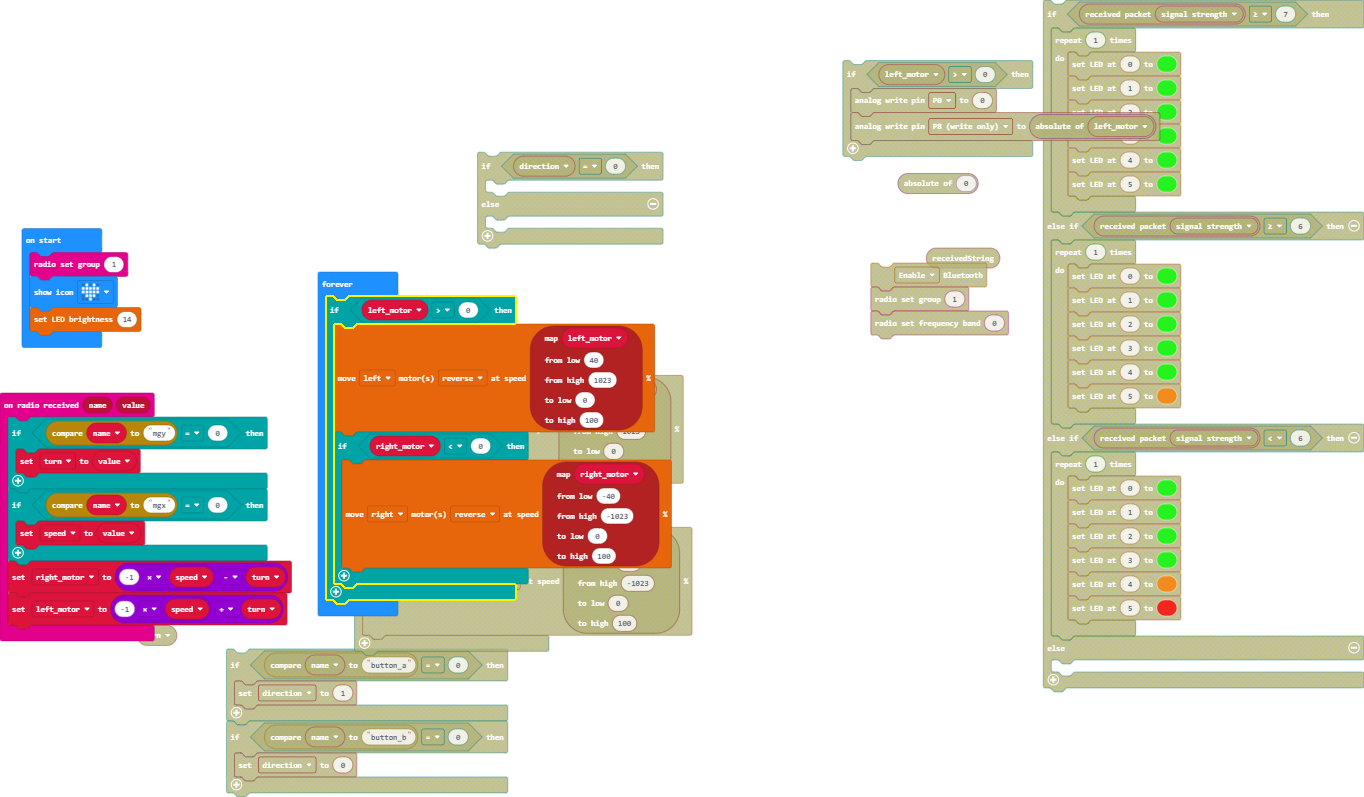 on start
radio set group 1
show icon
set LED brightness 14
on radio received name value
if compare name to "mgy" = 0 then
set turn to value
if compare name to "mgx" = 0 then
set speed to value
set right_motor to -1 × speed - turn
set left_motor to -1 × speed + turn
forever
if left_motor > 0 then
move left motor(s) reverse at speed map left_motor
from low 40
from high 1023
to low 0
to high 100
%
if right_motor < 0 then
move right motor(s) reverse at speed map right_motor
from low -40
from high -1023
to low 0
to high 100
%
to low 0
%
speed
from high -1023
to low 0
to high 100
%
if direction = 0 then
else
if compare name to "button_a" = 0 then
set direction to 1
if compare name to "button_b" = 0 then
set direction to 0
if left_motor > 0 then
analog write pin P0 to 0
analog write pin P8 (write only) to absolute of left_motor
absolute of 0
receivedString
Enable Bluetooth
radio set group 1
radio set frequency band 0
if received packet signal strength ≥ 7 then
repeat 1 times
do
set LED at 0 to
set LED at 1 to
set LED at 4 to
set LED at 5 to
else if received packet signal strength ≥ 6 then
repeat 1 times
do
set LED at 0 to
set LED at 1 to
set LED at 2 to
set LED at 3 to
set LED at 4 to
set LED at 5 to
else if received packet signal strength < 6 then
repeat 1 times
do
set LED at 0 to
set LED at 1 to
set LED at 2 to
set LED at 3 to
set LED at 4 to
set LED at 5 to
else